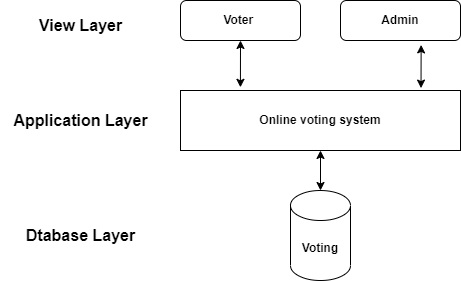 View Layer
Voter
Admin
Application Layer
Online voting system
Dtabase Layer
Voting